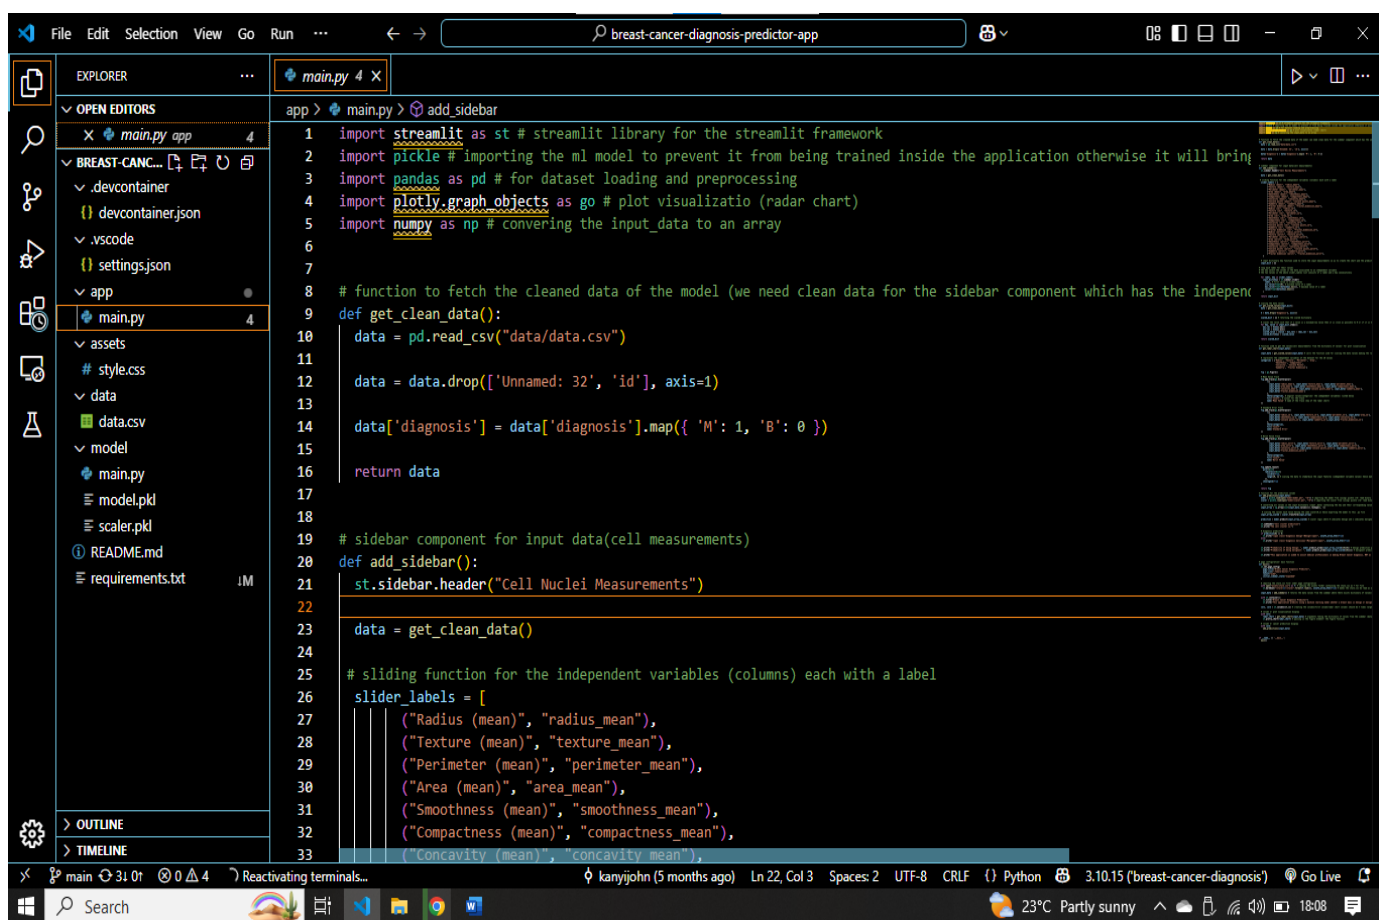 File Edit Selection View Go Run ···
breast-cancer-diagnosis-predictor-app
EXPLORER ···
main.py 4
OPEN EDITORS
main.py app 4
BREAST-CANC...
.devcontainer
{} devcontainer.json
.vscode
{} settings.json
app
main.py 4
assets
# style.css
data
data.csv
model
main.py
model.pkl
scaler.pkl
README.md
requirements.txt ↓M
OUTLINE
TIMELINE
app > main.py > add_sidebar
1 import streamlit as st # streamlit library for the streamlit framework
2 import pickle # importing the ml model to prevent it from being trained inside the application otherwise it will bring
3 import pandas as pd # for dataset loading and preprocessing
4 import plotly.graph_objects as go # plot visualizatio (radar chart)
5 import numpy as np # convering the input_data to an array
6
7
8 # function to fetch the cleaned data of the model (we need clean data for the sidebar component which has the independ
9 def get_clean_data():
10 data = pd.read_csv("data/data.csv")
11
12 data = data.drop(['Unnamed: 32', 'id'], axis=1)
13
14 data['diagnosis'] = data['diagnosis'].map({ 'M': 1, 'B': 0 })
15
16 return data
17
18
19 # sidebar component for input data(cell measurements)
20 def add_sidebar():
21 st.sidebar.header("Cell Nuclei Measurements")
22
23 data = get_clean_data()
24
25 # sliding function for the independent variables (columns) each with a label
26 slider_labels = [
27 ("Radius (mean)", "radius_mean"),
28 ("Texture (mean)", "texture_mean"),
29 ("Perimeter (mean)", "perimeter_mean"),
30 ("Area (mean)", "area_mean"),
31 ("Smoothness (mean)", "smoothness_mean"),
32 ("Compactness (mean)", "compactness_mean"),
33 ("Concavity (mean)", "concavity_mean"),
main 3↓ 0↑ 0 4 Reactivating terminals... kanyijohn (5 months ago) Ln 22, Col 3 Spaces: 2 UTF-8 CRLF {} Python 3.10.15 ('breast-cancer-diagnosis') Go Live
Search 23°C Partly sunny 18:08